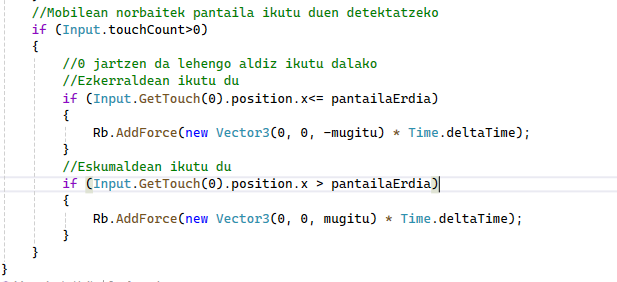 //Mobilean norbaitek pantaila ikutu duen detektatzeko
if (Input.touchCount>0)
{
//0 jartzen da lehengo aldiz ikutu dalako
//Ezkerraldean ikutu du
if (Input.GetTouch(0).position.x<= pantailaErdia)
{
Rb.AddForce(new Vector3(0, 0, -mugitu) * Time.deltaTime);
}
//Eskumaldean ikutu du
if (Input.GetTouch(0).position.x > pantailaErdia)
{
Rb.AddForce(new Vector3(0, 0, mugitu) * Time.deltaTime);
}
}
}